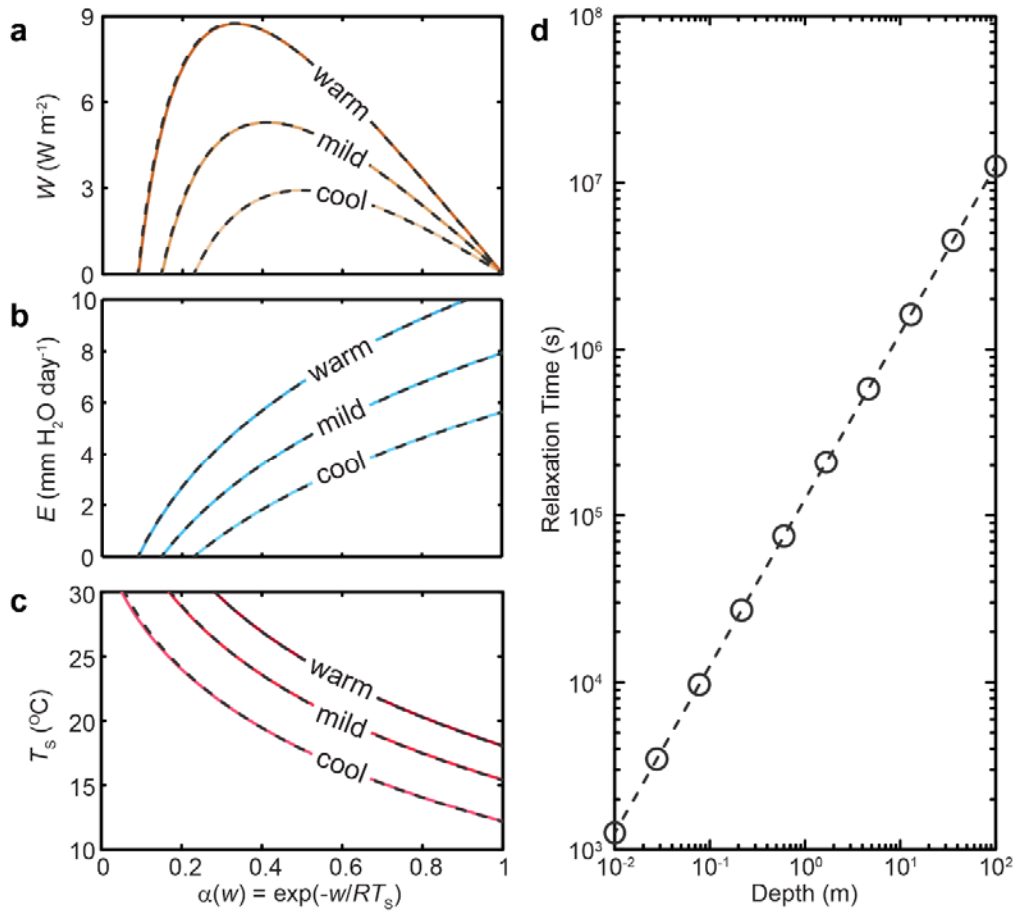 a
9
6
3
0
W (W m⁻²)
warm
mild
cool
b
10
8
6
4
2
0
E (mm H₂O day⁻¹)
warm
mild
cool
c
30
25
20
15
10
Tₛ (°C)
warm
mild
cool
0 0.2 0.4 0.6 0.8 1
α(w) = exp(-w/RTₛ)
d
10⁸
10⁷
10⁶
10⁵
10⁴
10³
Relaxation Time (s)
10⁻² 10⁻¹ 10⁰ 10¹ 10²
Depth (m)